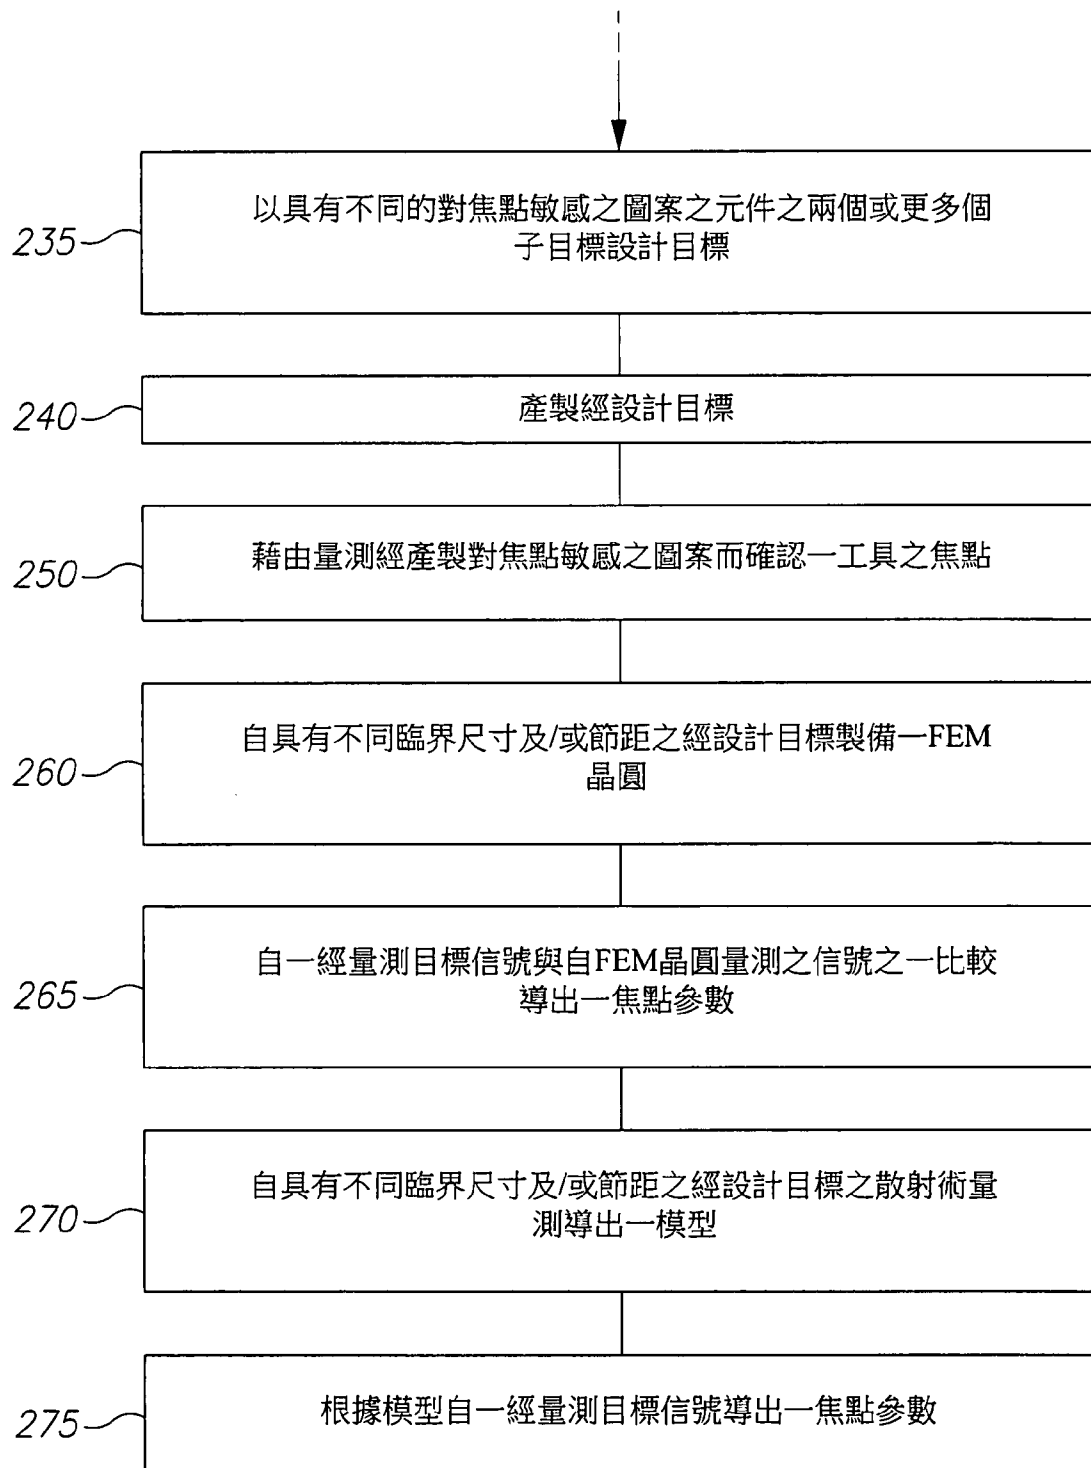 以具有不同的對焦點敏感之圖案之元件之兩個或更多個
子目標設計目標
235
產製經設計目標
240
藉由量測經產製對焦點敏感之圖案而確認一工具之焦點
250
自具有不同臨界尺寸及/或節距之經設計目標製備一FEM
晶圓
260
自一經量測目標信號與自FEM晶圓量測之信號之一比較
導出一焦點參數
265
自具有不同臨界尺寸及/或節距之經設計目標之散射術量
測導出一模型
270
根據模型自一經量測目標信號導出一焦點參數
275